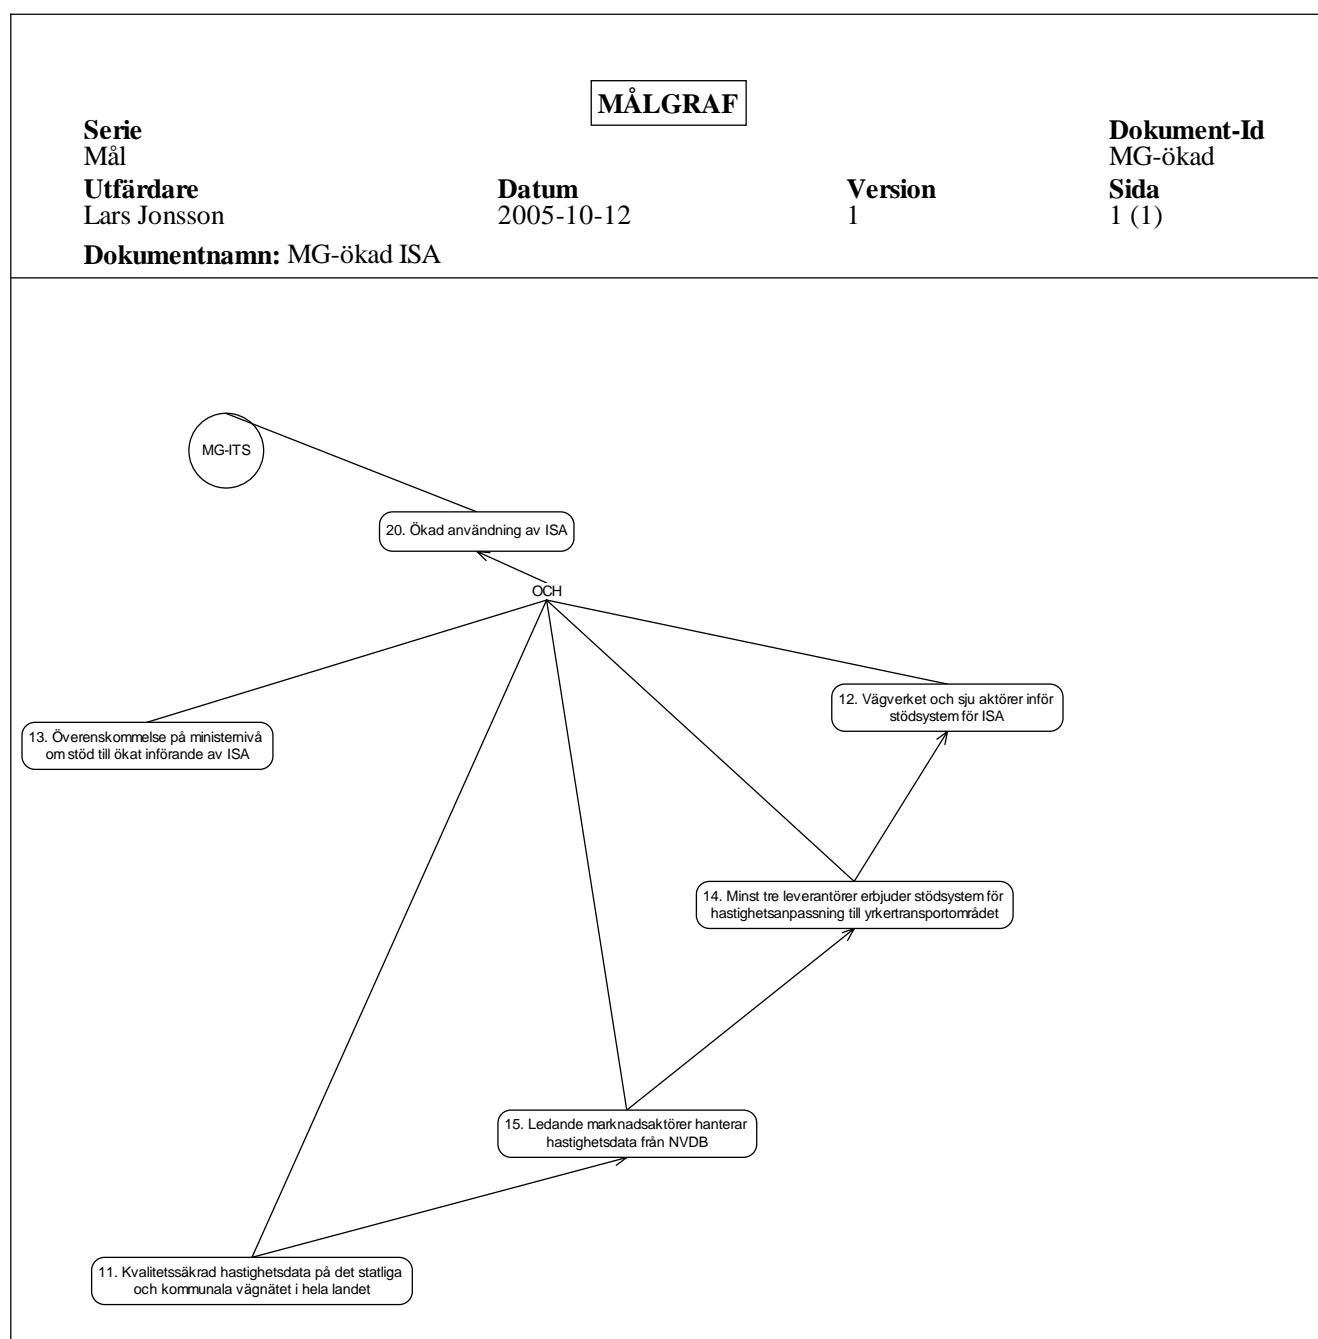 MÅLGRAF
Serie
Dokument-Id
Mål
MG-ökad
Utfärdare Datum Version Sida
Lars Jonsson 2005-10-12 1 1 (1)
Dokumentnamn: MG-ökad ISA
MG-ITS
20. Ökad användning av ISA
OCH
12. Vägverket och sju aktörer inför
stödsystem för ISA
13. Överenskommelse på ministernivå
om stöd till ökat införande av ISA
14. Minst tre leverantörer erbjuder stödsystem för
hastighetsanpassning till yrkertransportområdet
15. Ledande marknadsaktörer hanterar
hastighetsdata från NVDB
11. Kvalitetssäkrad hastighetsdata på det statliga
och kommunala vägnätet i hela landet